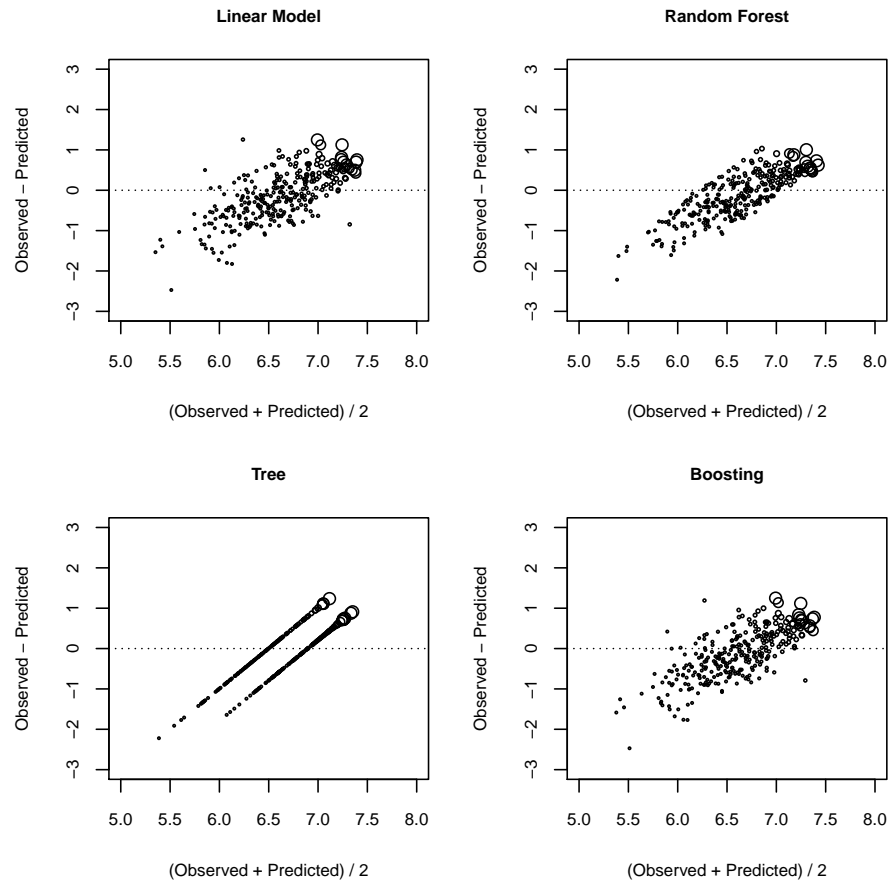 Linear Model
3
2
1
0
−1
−2
−3
Observed − Predicted
5.0 5.5 6.0 6.5 7.0 7.5 8.0
(Observed + Predicted) / 2
Random Forest
3
2
1
0
−1
−2
−3
Observed − Predicted
5.0 5.5 6.0 6.5 7.0 7.5 8.0
(Observed + Predicted) / 2
Tree
3
2
1
0
−1
−2
−3
Observed − Predicted
5.0 5.5 6.0 6.5 7.0 7.5 8.0
(Observed + Predicted) / 2
Boosting
3
2
1
0
−1
−2
−3
Observed − Predicted
5.0 5.5 6.0 6.5 7.0 7.5 8.0
(Observed + Predicted) / 2